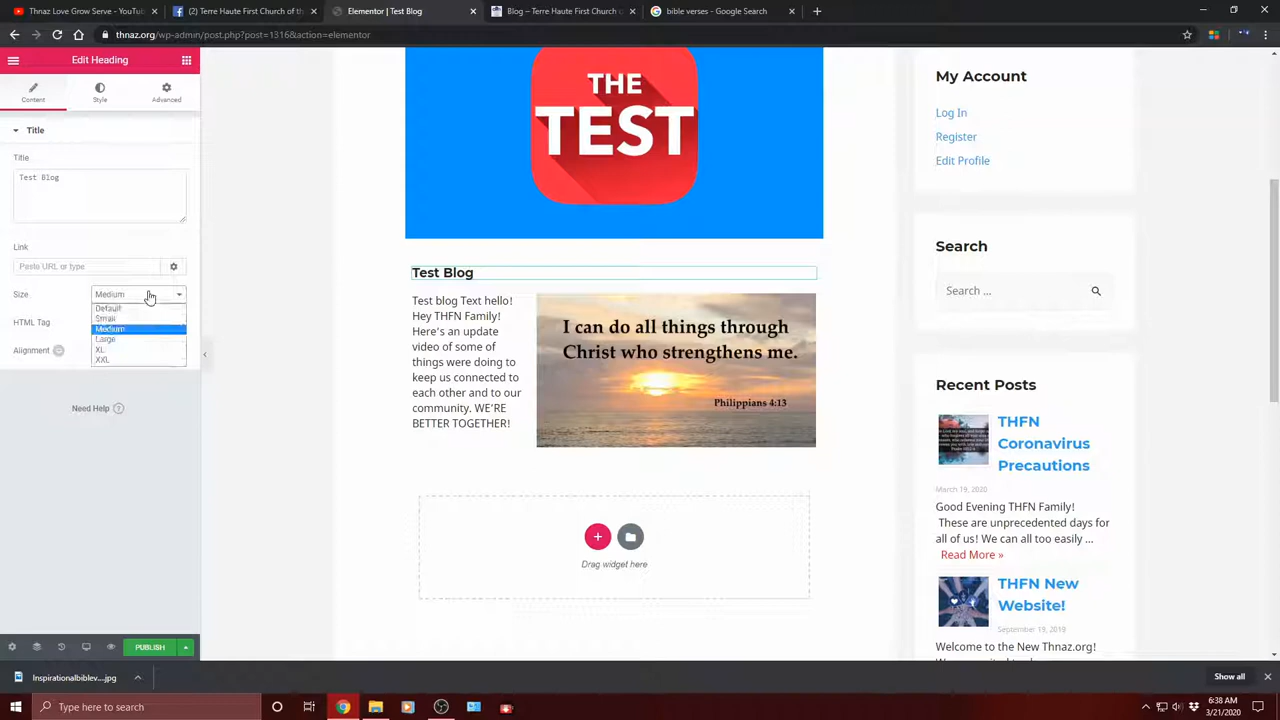 Test Love Grow Serve - YouTu
(2) Terre Haute First Church of th
Elementor | Test Blog
Blog – Terre Haute First Church of
bible verses - Google Search
thnaz.org/wp-admin/post.php?post=1316&action=elementor
Edit Heading
Content
Style
Advanced
Title
Title
Test Blog
Link
Paste URL or type
Size
Medium
Default
Small
Medium
Large
XL
XXL
HTML Tag
Alignment
Need Help ?
PUBLISH
THE
TEST
Test Blog
Test blog Text hello!
Hey THFN Family!
Here's an update
video of some of
things were doing to
keep us connected to
each other and to our
community. WE'RE
BETTER TOGETHER!
I can do all things through
Christ who strengthens me.
Philippians 4:13
Drag widget here
My Account
Log In
Register
Edit Profile
Search
Search ...
Recent Posts
THFN
Coronavirus
Precautions
March 19, 2020
Good Evening THFN Family!
These are unprecedented days for
all of us! We can all too easily ...
Read More »
THFN New
Website!
September 19, 2019
Welcome to the New Thnaz.org!
Inspirationalbiblev....jpg
Show all
Type here to search
6:38 AM
3/21/2020